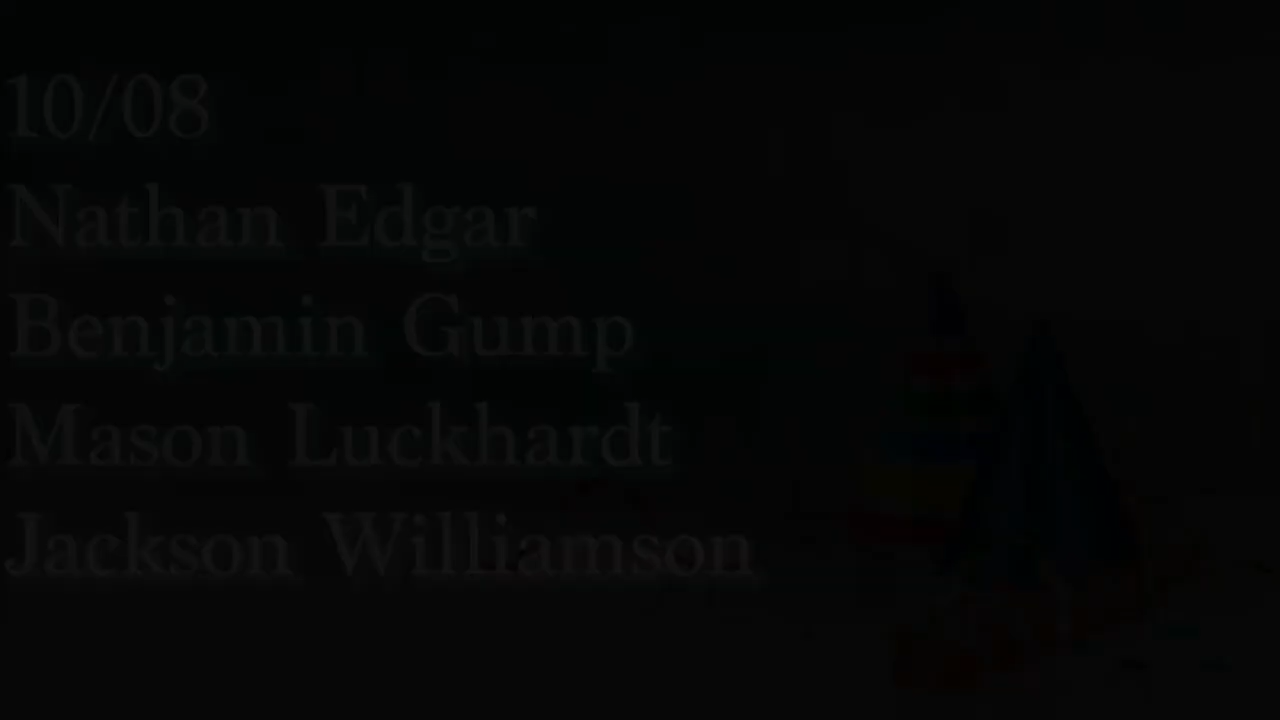 10/08
Nathan Edgar
Benjamin Gump
Mason Luckhardt
Jackson Williamson